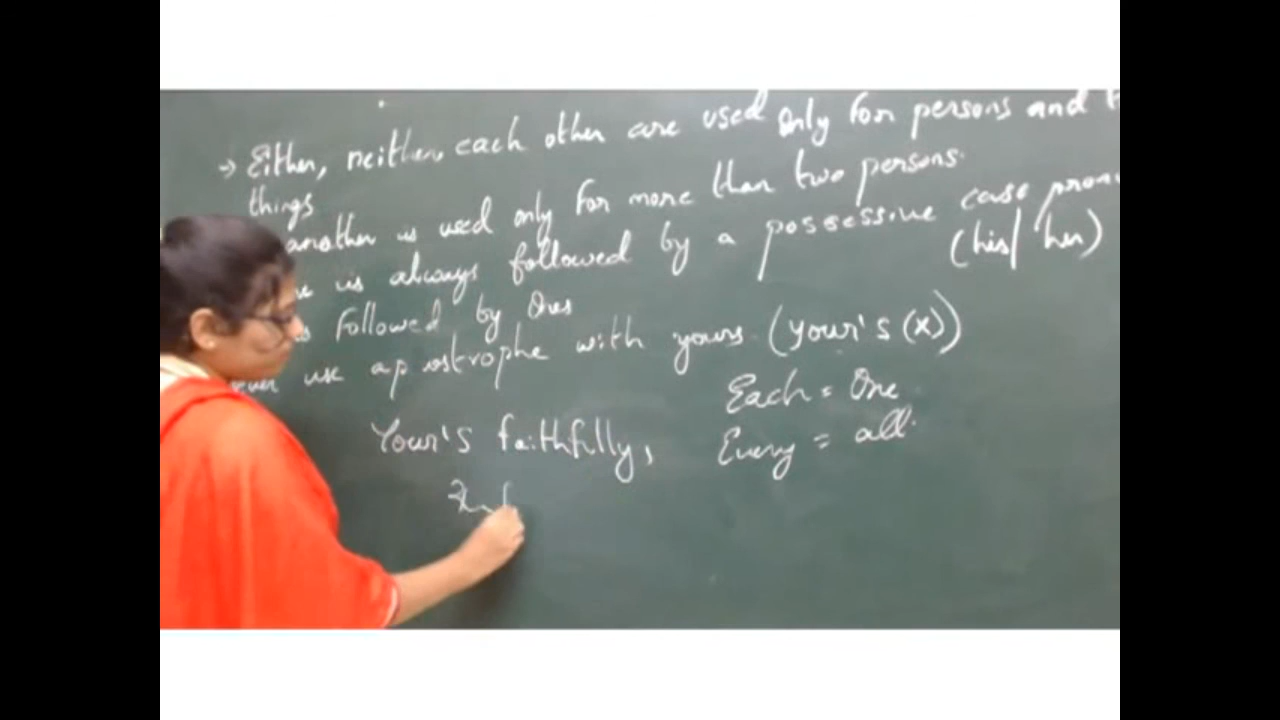 → Either, neither, each other are used only for persons and
things
another is used only for more than two persons.
is always followed by a possessive case
(his/ her)
followed by Ones
use apostrophe with yours. (your's (x))
Each = One
Every = all.
Your's faithfully,